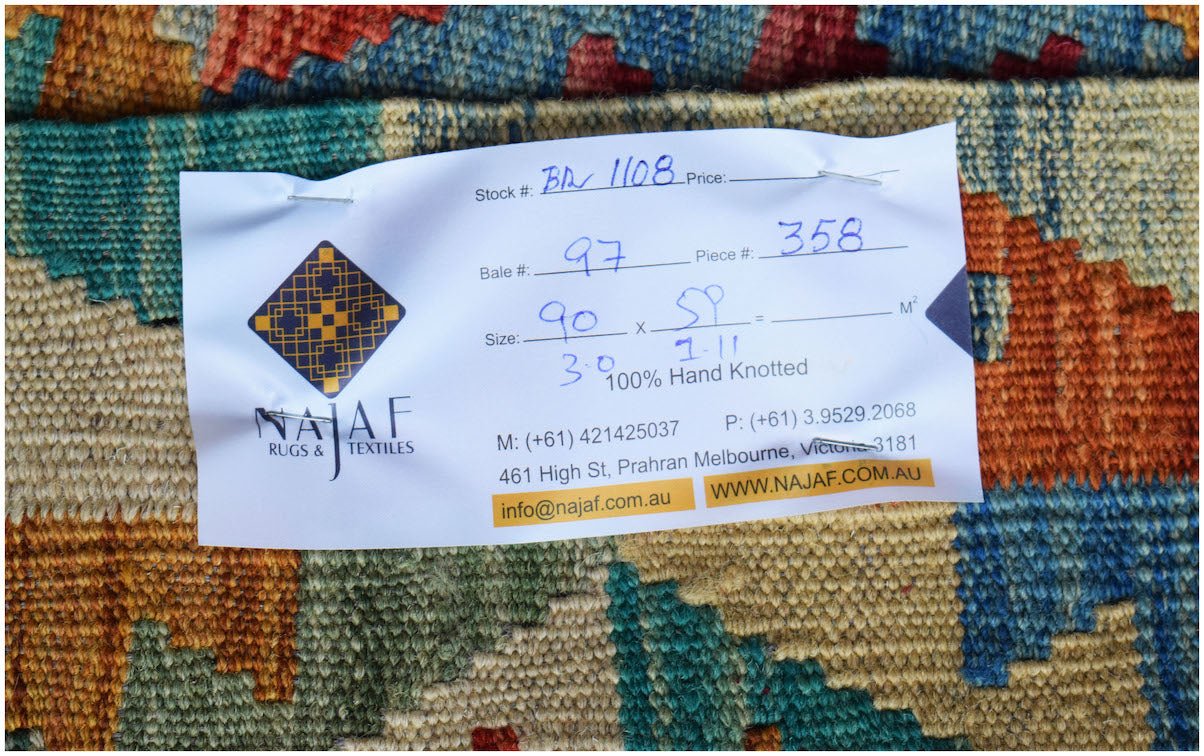 Stock #: BR 1108 Price:
Bale #: 97 Piece #: 358
Size: 90 X 59 = M²
3.0 1.11
100% Hand Knotted
NAJAF
RUGS & TEXTILES
M: (+61) 421425037 P: (+61) 3.9529.2068
461 High St, Prahran Melbourne, Victoria 3181
info@najaf.com.au WWW.NAJAF.COM.AU